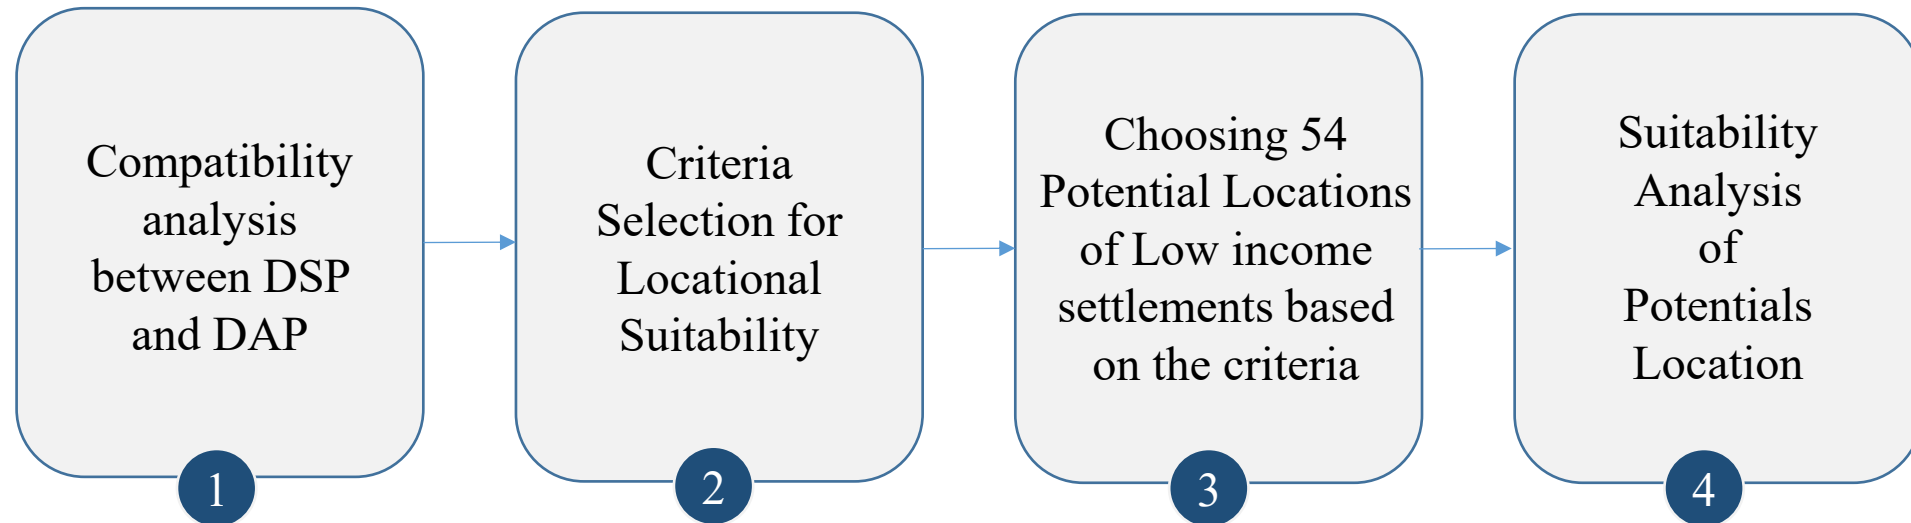 Compatibility
analysis
between DSP
and DAP
1
Criteria
Selection for
Locational
Suitability
2
Choosing 54
Potential Locations
of Low income
settlements based
on the criteria
3
Suitability
Analysis
of
Potentials
Location
4